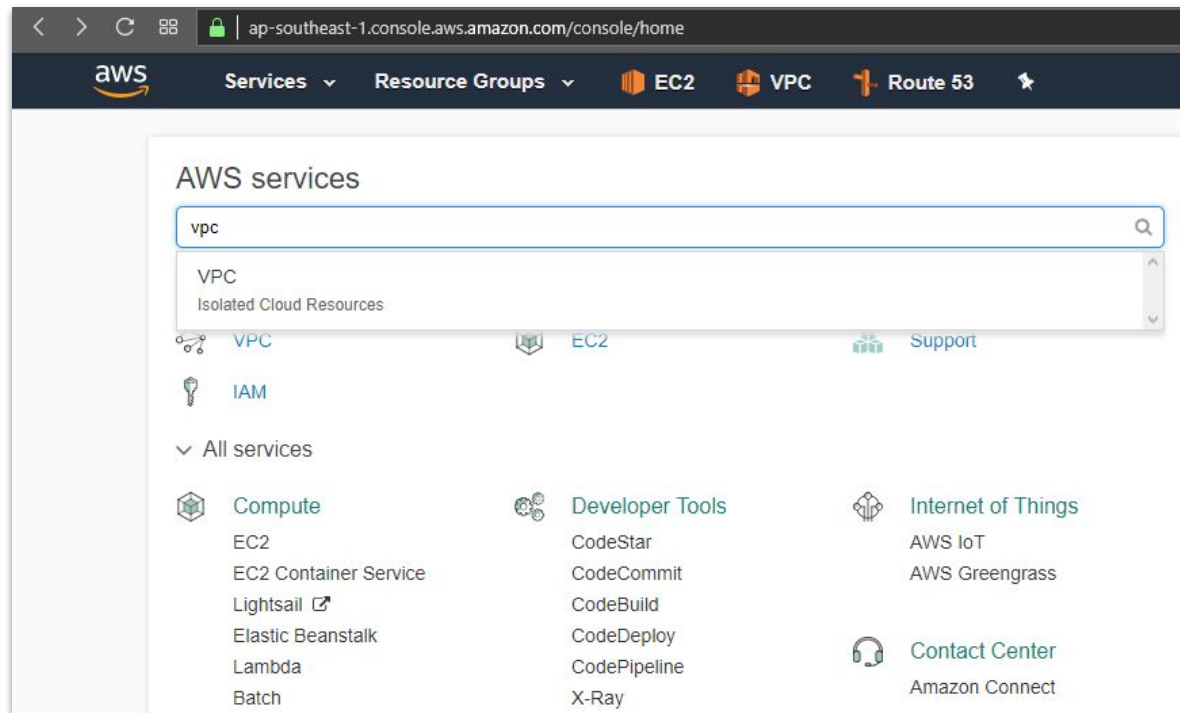 ap-southeast-1.console.aws.amazon.com/console/home
aws Services Resource Groups EC2 VPC Route 53
AWS services
vpc
VPC
Isolated Cloud Resources
VPC EC2 Support
IAM
All services
Compute
EC2
EC2 Container Service
Lightsail
Elastic Beanstalk
Lambda
Batch
Developer Tools
CodeStar
CodeCommit
CodeBuild
CodeDeploy
CodePipeline
X-Ray
Internet of Things
AWS IoT
AWS Greengrass
Contact Center
Amazon Connect